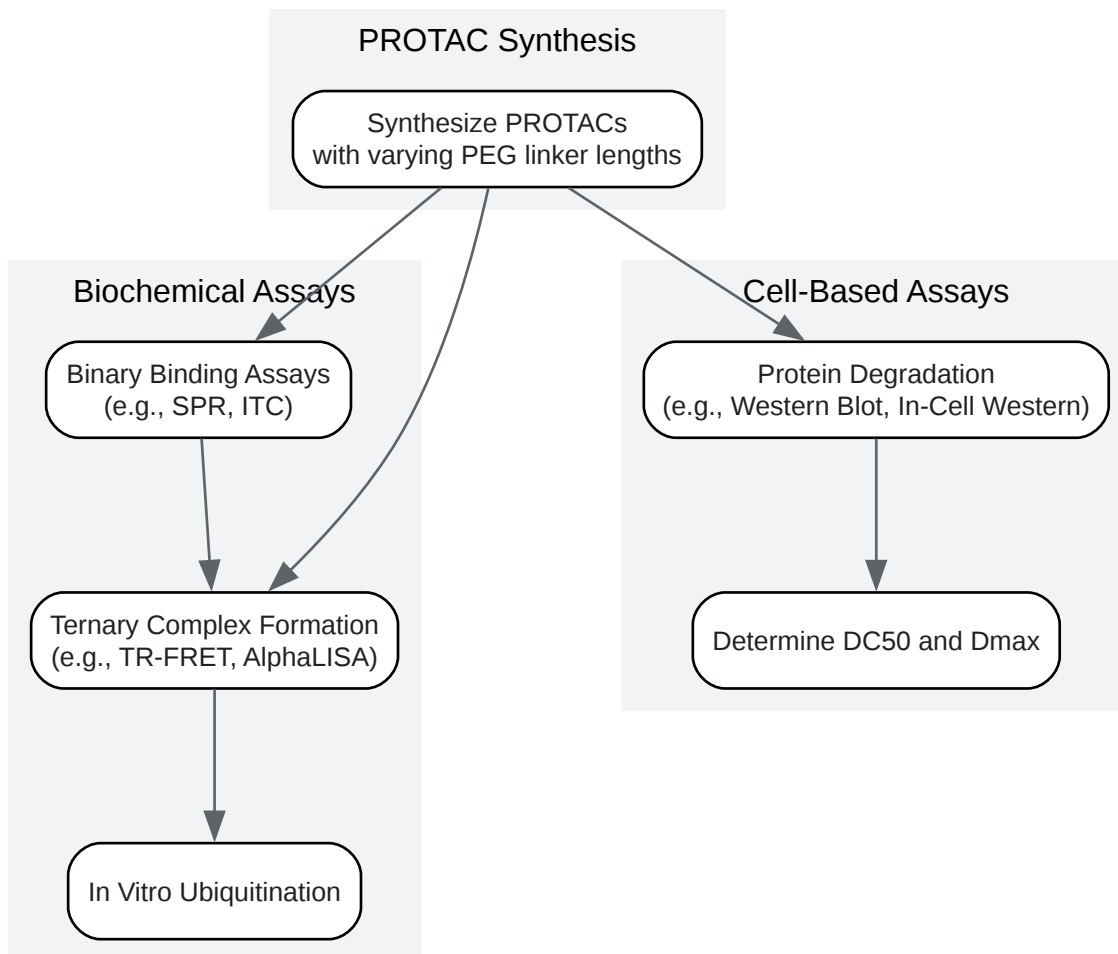 PROTAC Synthesis
Synthesize PROTACs
with varying PEG linker lengths
Biochemical Assays
Binary Binding Assays
(e.g., SPR, ITC)
Ternary Complex Formation
(e.g., TR-FRET, AlphaLISA)
In Vitro Ubiquitination
Cell-Based Assays
Protein Degradation
(e.g., Western Blot, In-Cell Western)
Determine DC50 and Dmax